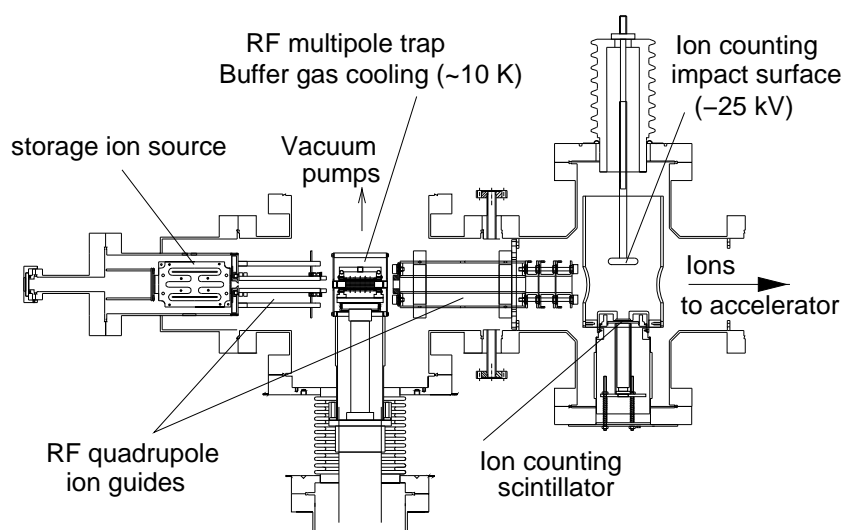 RF multipole trap
Buffer gas cooling (~10 K)
Ion counting
impact surface
(−25 kV)
storage ion source
Vacuum
pumps
Ions
to accelerator
RF quadrupole
ion guides
Ion counting
scintillator